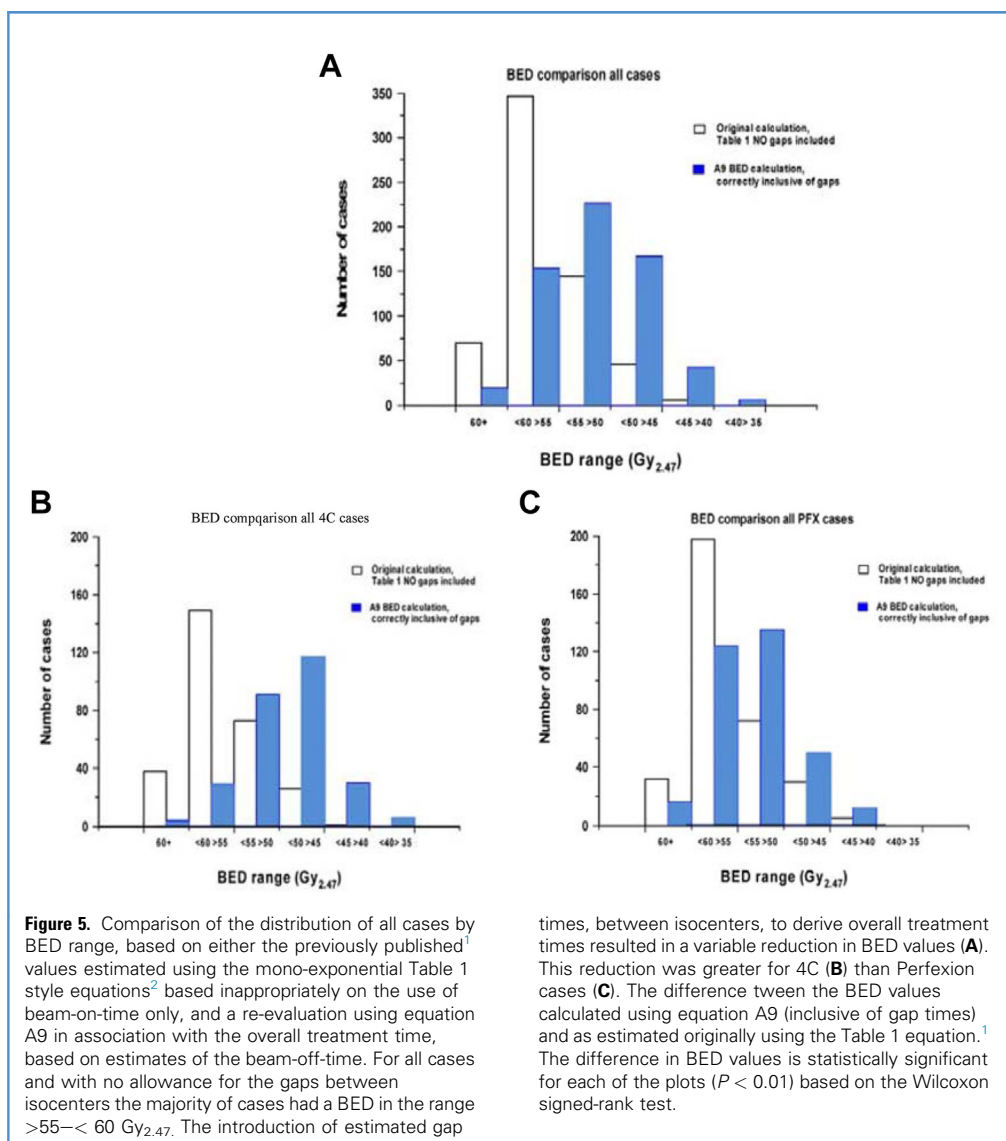 A
BED comparison all cases
Original calculation,
Table 1 NO gaps included
A9 BED calculation,
correctly inclusive of gaps
Number of cases
350
300
250
200
150
100
50
0
60+ <60 >55 <55 >50 <50 >45 <45 >40 <40> 35
BED range (Gy2.47)
B
BED compqarison all 4C cases
Original calculation,
Table 1 NO gaps included
A9 BED calculation,
correctly inclusive of gaps
Number of cases
200
160
120
80
40
0
60+ <60 >55 <55 >50 <50 >45 <45 >40 <40> 35
BED range (Gy2.47)
C
BED comparison all PFX cases
Original calculation,
Table 1 NO gaps included
A9 BED calculation,
correctly inclusive of gaps
Number of cases
200
160
120
80
40
0
60+ <60 >55 <55 >50 <50 >45 <45 >40 <40> 35
BED range (Gy2.47)
Figure 5. Comparison of the distribution of all cases by
BED range, based on either the previously published1
values estimated using the mono-exponential Table 1
style equations2 based inappropriately on the use of
beam-on-time only, and a re-evaluation using equation
A9 in association with the overall treatment time,
based on estimates of the beam-off-time. For all cases
and with no allowance for the gaps between
isocenters the majority of cases had a BED in the range
>55–< 60 Gy2.47. The introduction of estimated gap
times, between isocenters, to derive overall treatment
times resulted in a variable reduction in BED values (A).
This reduction was greater for 4C (B) than Perfexion
cases (C). The difference tween the BED values
calculated using equation A9 (inclusive of gap times)
and as estimated originally using the Table 1 equation.1
The difference in BED values is statistically significant
for each of the plots (P < 0.01) based on the Wilcoxon
signed-rank test.